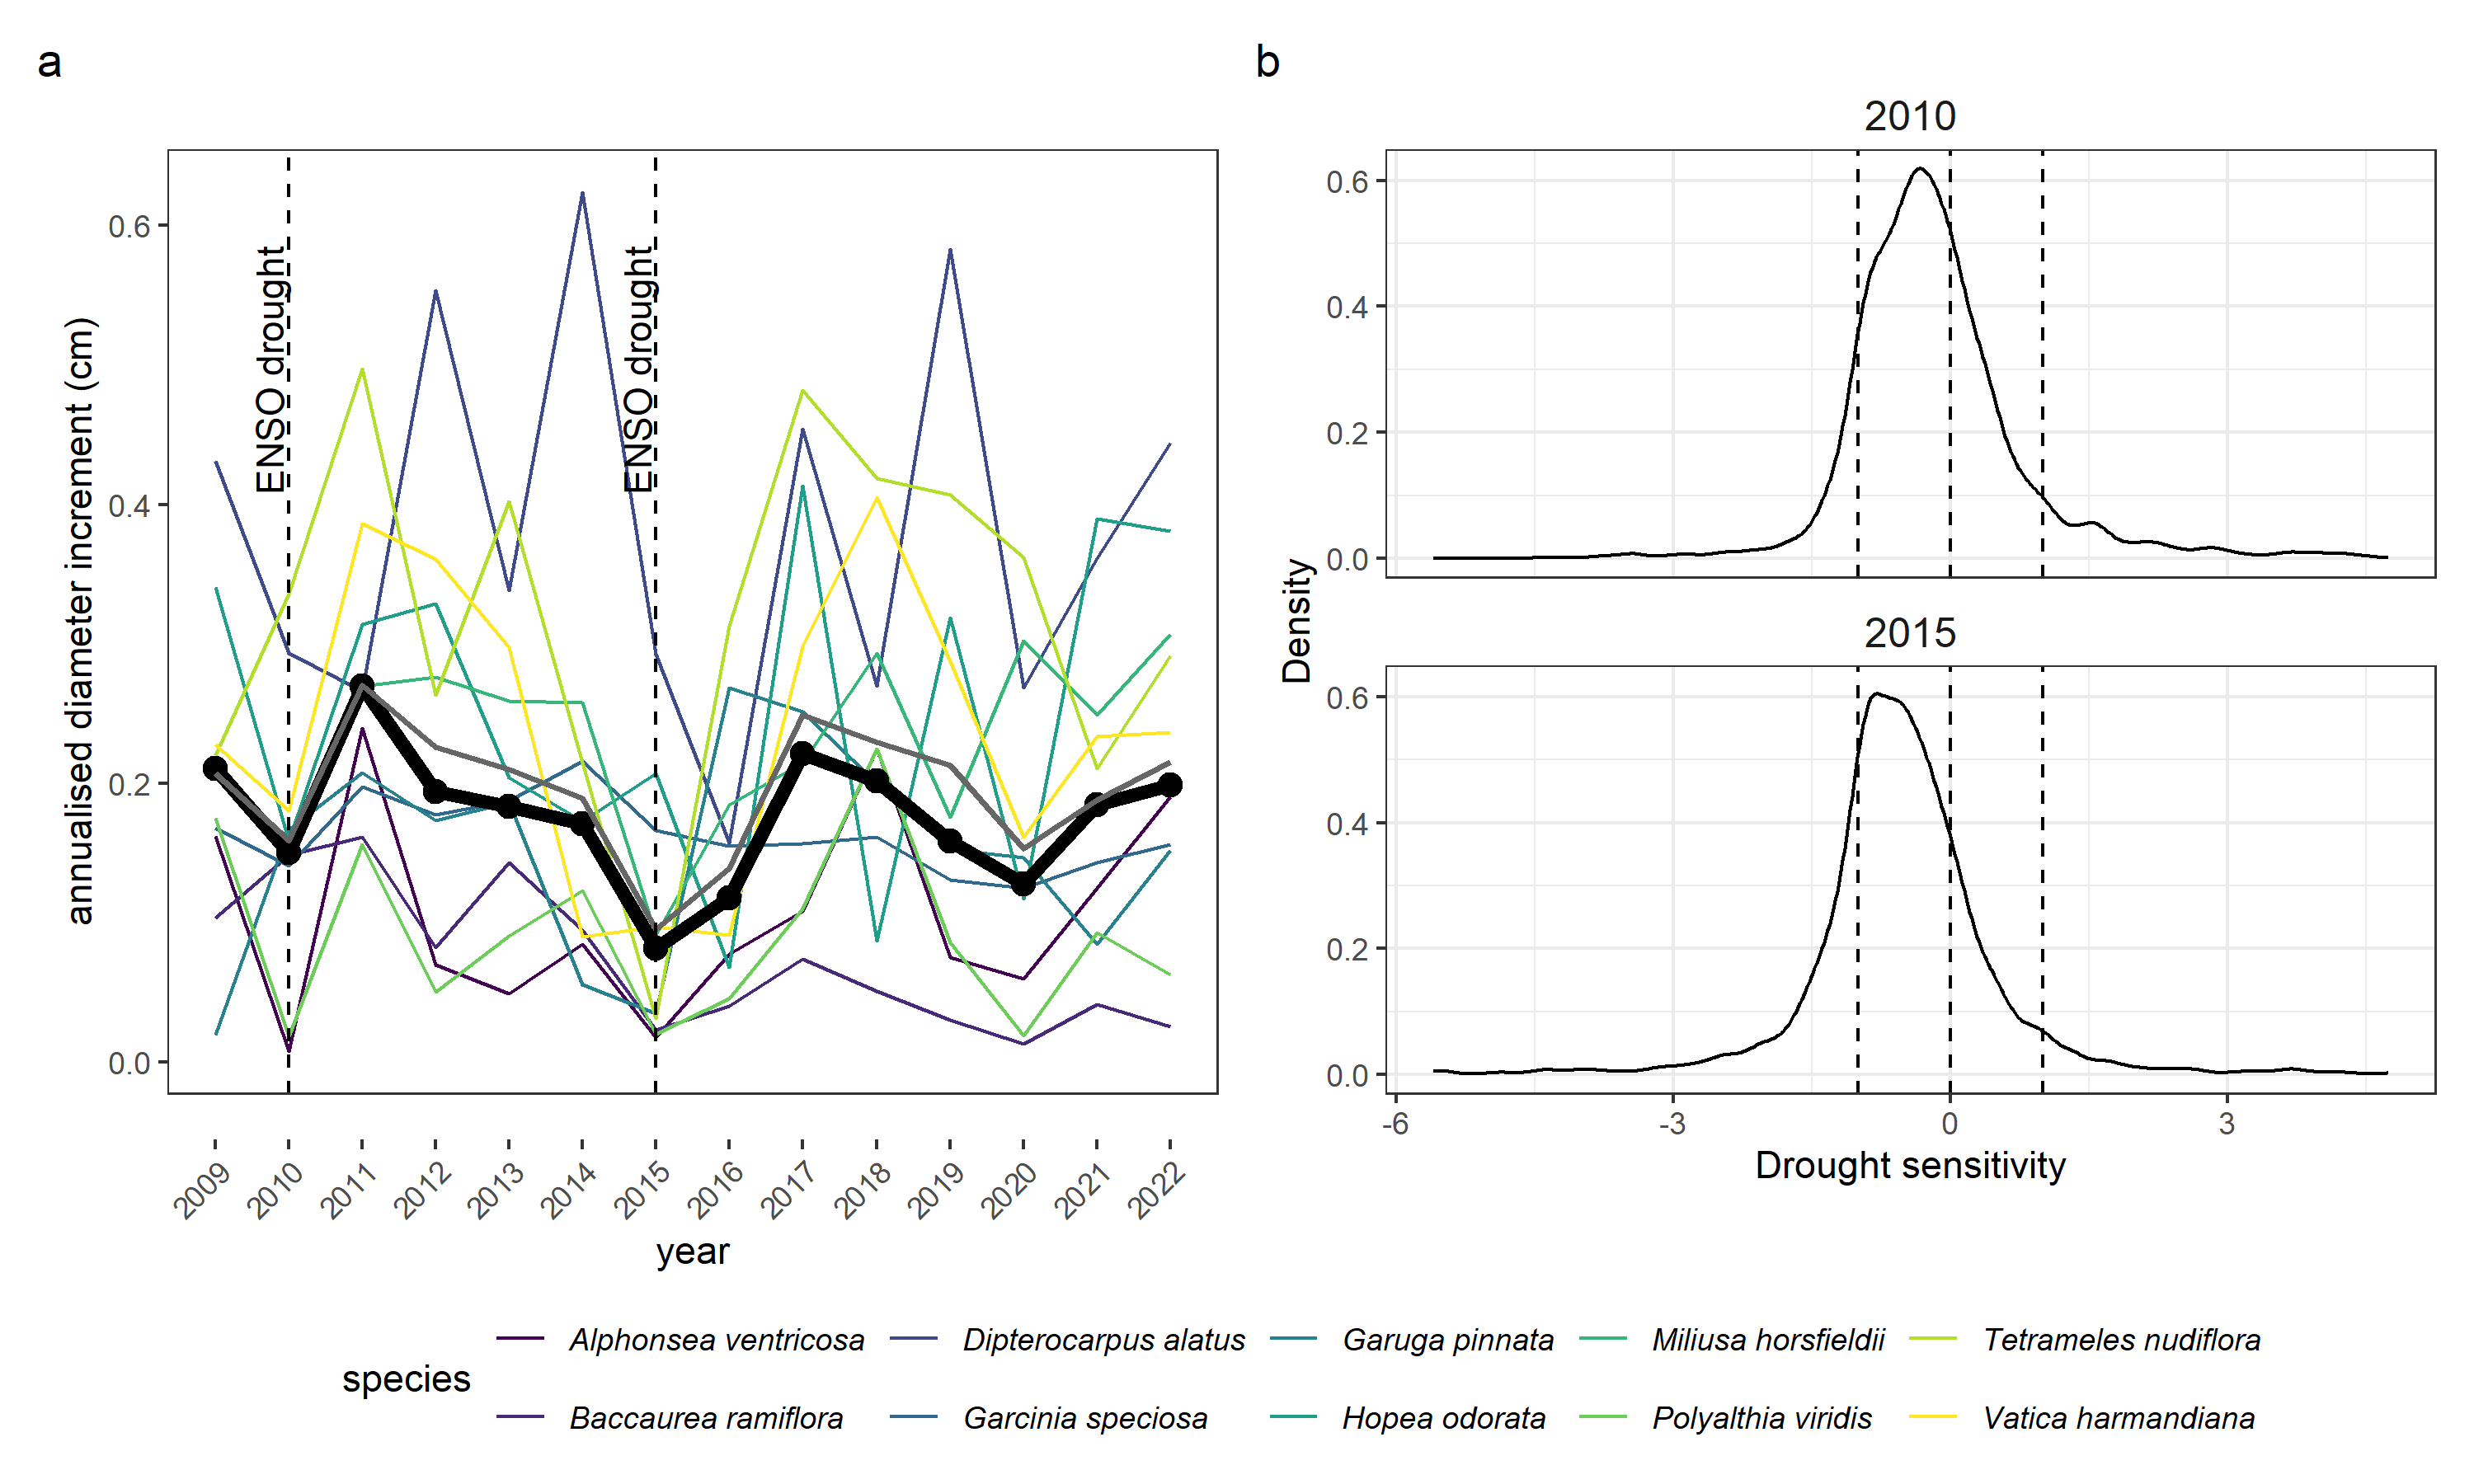 a
annualised diameter increment (cm)
0.6
0.4
0.2
0.0
ENSO drought
ENSO drought
2009
2010
2011
2012
2013
2014
2015
2016
2017
2018
2019
2020
2021
2022
year
b
Density
2010
0.6
0.4
0.2
0.0
2015
0.6
0.4
0.2
0.0
-6
-3
0
3
Drought sensitivity
species
Alphonsea ventricosa
Dipterocarpus alatus
Garuga pinnata
Miliusa horsfieldii
Tetrameles nudiflora
Baccaurea ramiflora
Garcinia speciosa
Hopea odorata
Polyalthia viridis
Vatica harmandiana